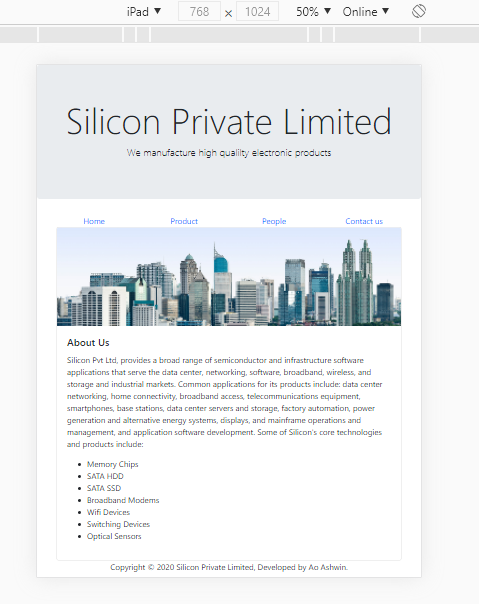 iPad ▼ 768 × 1024 50% ▼ Online ▼
Silicon Private Limited
We manufacture high quality electronic products
Home Product People Contact us
About Us
Silicon Pvt Ltd, provides a broad range of semiconductor and infrastructure software
applications that serve the data center, networking, software, broadband, wireless, and
storage and industrial markets. Common applications for its products include: data center
networking, home connectivity, broadband access, telecommunications equipment,
smartphones, base stations, data center servers and storage, factory automation, power
generation and alternative energy systems, displays, and mainframe operations and
management, and application software development. Some of Silicon's core technologies
and products include:
• Memory Chips
• SATA HDD
• SATA SSD
• Broadband Modems
• Wifi Devices
• Switching Devices
• Optical Sensors
Copyright © 2020 Silicon Private Limited, Developed by Ao Ashwin.